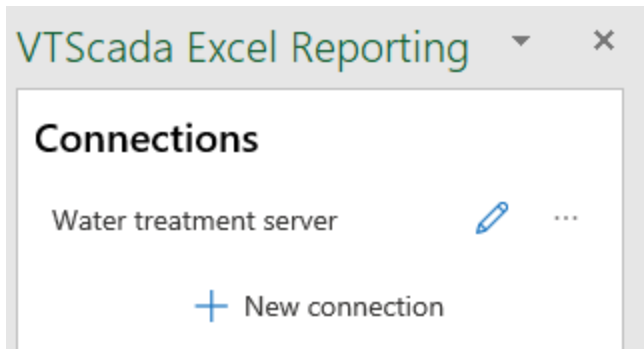 VTScada Excel Reporting
Connections
Water treatment server
New connection